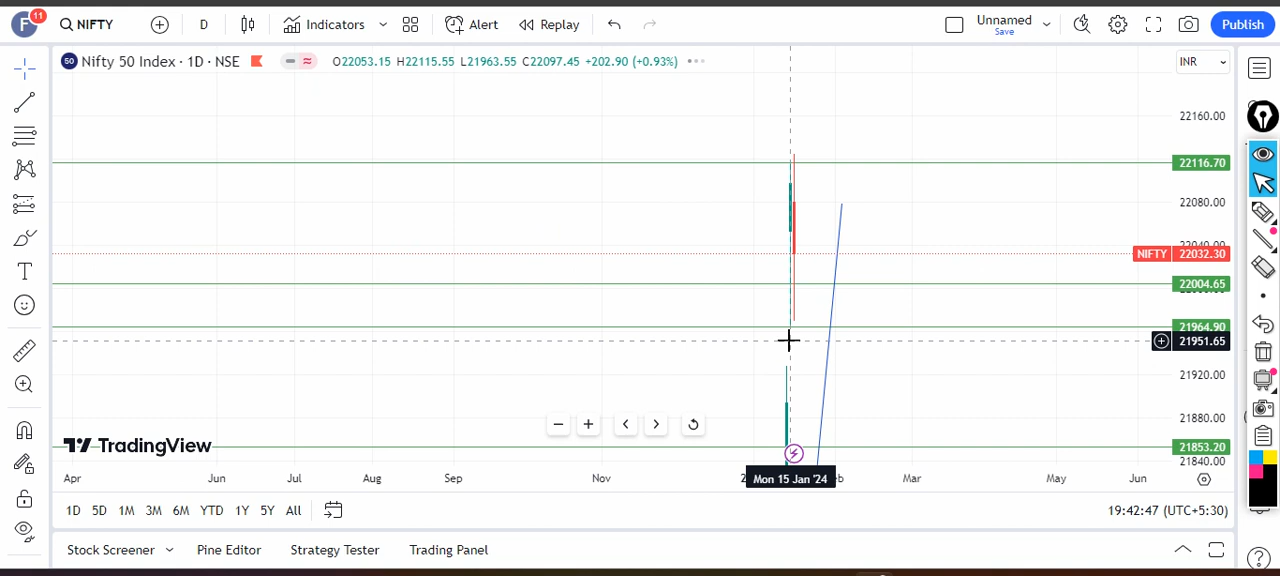 F 11 NIFTY D Indicators Alert Replay Unnamed Save Publish
50 Nifty 50 Index · 1D · NSE O22053.15 H22115.55 L21963.55 C22097.45 +202.90 (+0.93%) INR
22160.00
22116.70
22080.00
22040.00
NIFTY 22032.30
22004.65
21964.90
21951.65
21920.00
21880.00
TradingView
21853.20
21840.00
Apr Jun Jul Aug Sep Nov Mon 15 Jan '24 Mar May Jun
1D 5D 1M 3M 6M YTD 1Y 5Y All 19:42:47 (UTC+5:30)
Stock Screener Pine Editor Strategy Tester Trading Panel